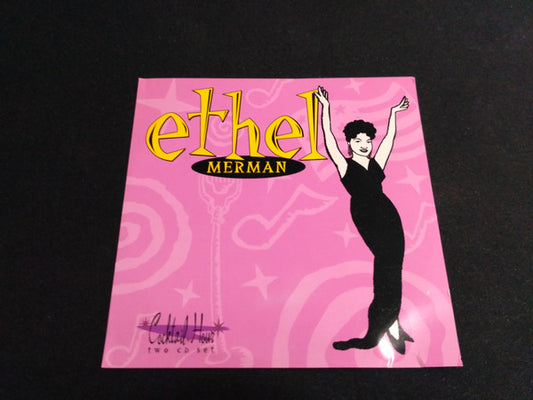 ethel
MERMAN
Cocktail Hour
two cd set